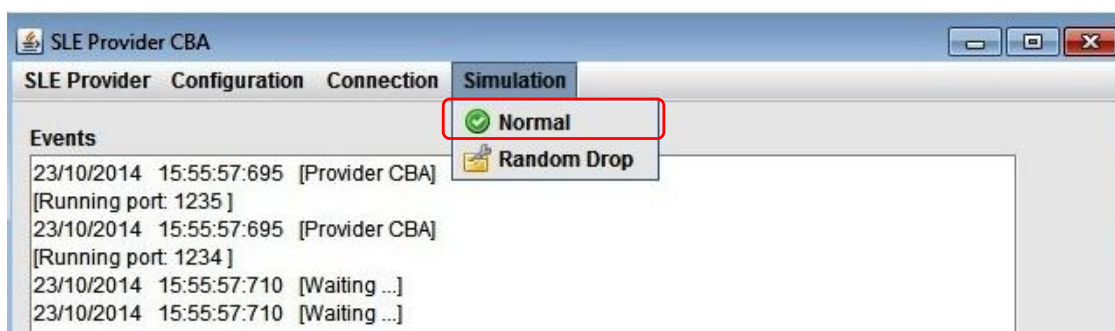 SLE Provider CBA
SLE Provider Configuration Connection Simulation
Normal
Random Drop
Events
23/10/2014 15:55:57:695 [Provider CBA]
[Running port: 1235 ]
23/10/2014 15:55:57:695 [Provider CBA]
[Running port: 1234 ]
23/10/2014 15:55:57:710 [Waiting ...]
23/10/2014 15:55:57:710 [Waiting ...]